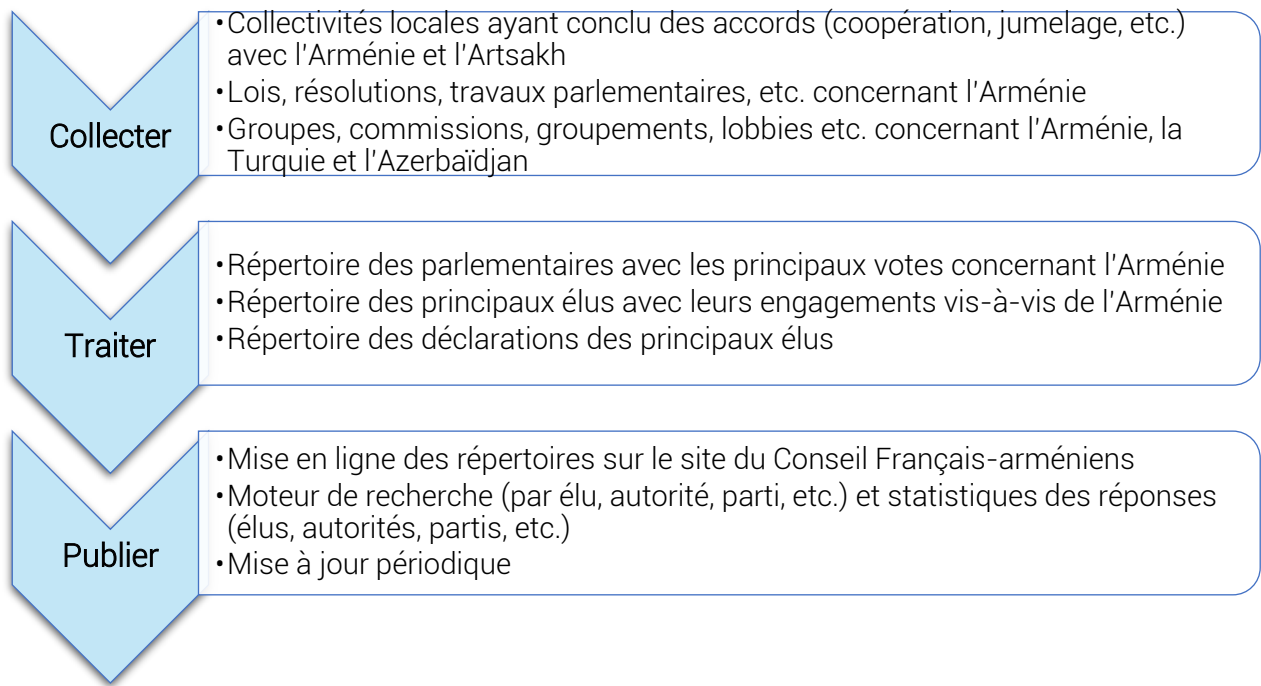 •Collectivités locales ayant conclu des accords (coopération, jumelage, etc.)
avec l'Arménie et l'Artsakh
•Lois, résolutions, travaux parlementaires, etc. concernant l'Arménie
•Groupes, commissions, groupements, lobbies etc. concernant l'Arménie, la
Turquie et l'Azerbaïdjan
Collecter
•Répertoire des parlementaires avec les principaux votes concernant l'Arménie
•Répertoire des principaux élus avec leurs engagements vis-à-vis de l'Arménie
•Répertoire des déclarations des principaux élus
Traiter
•Mise en ligne des répertoires sur le site du Conseil Français-arméniens
•Moteur de recherche (par élu, autorité, parti, etc.) et statistiques des réponses
(élus, autorités, partis, etc.)
•Mise à jour périodique
Publier